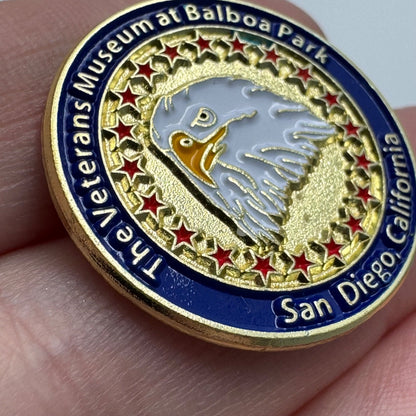 The Veterans Museum at Balboa Park
San Diego, California